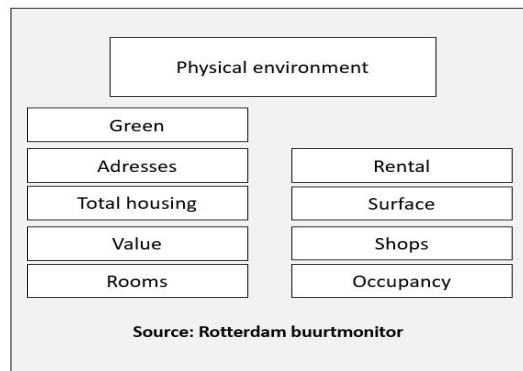 Physical environment
Green
Adresses
Rental
Total housing
Surface
Value
Shops
Rooms
Occupancy
Source: Rotterdam buurtmonitor